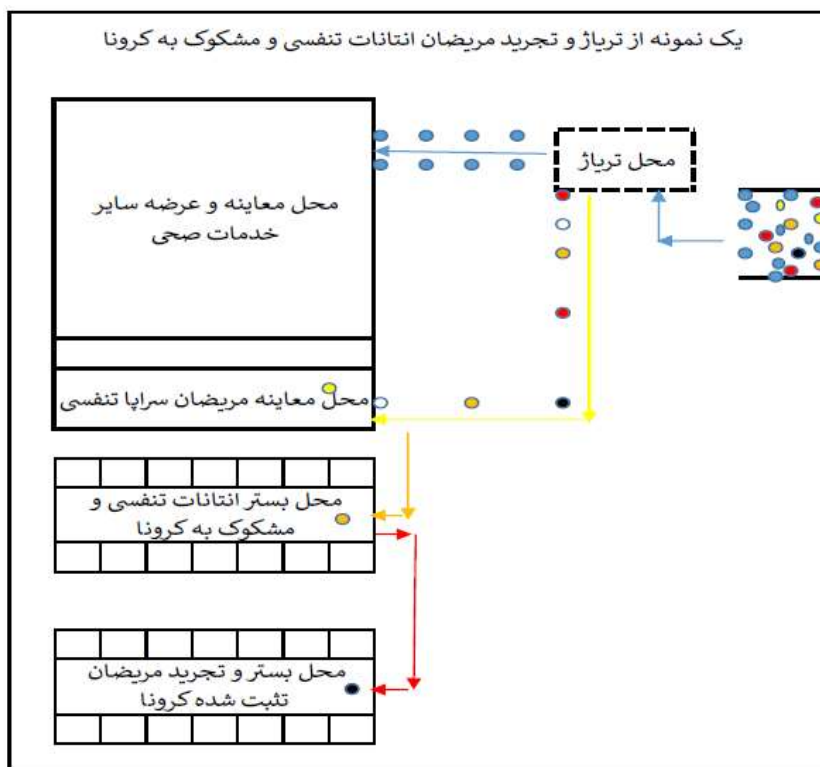 یک نمونه از تریاژ و تجرید مریضان انتانات تنفسی و مشکوک به کرونا
محل تریاژ
محل معاینه و عرضه سایر
خدمات صحی
محل معاینه مریضان سراپا تنفسی
محل بستر انتانات تنفسی و
مشکوک به کرونا
محل بستر و تجرید مریضان
تثبت شده کرونا